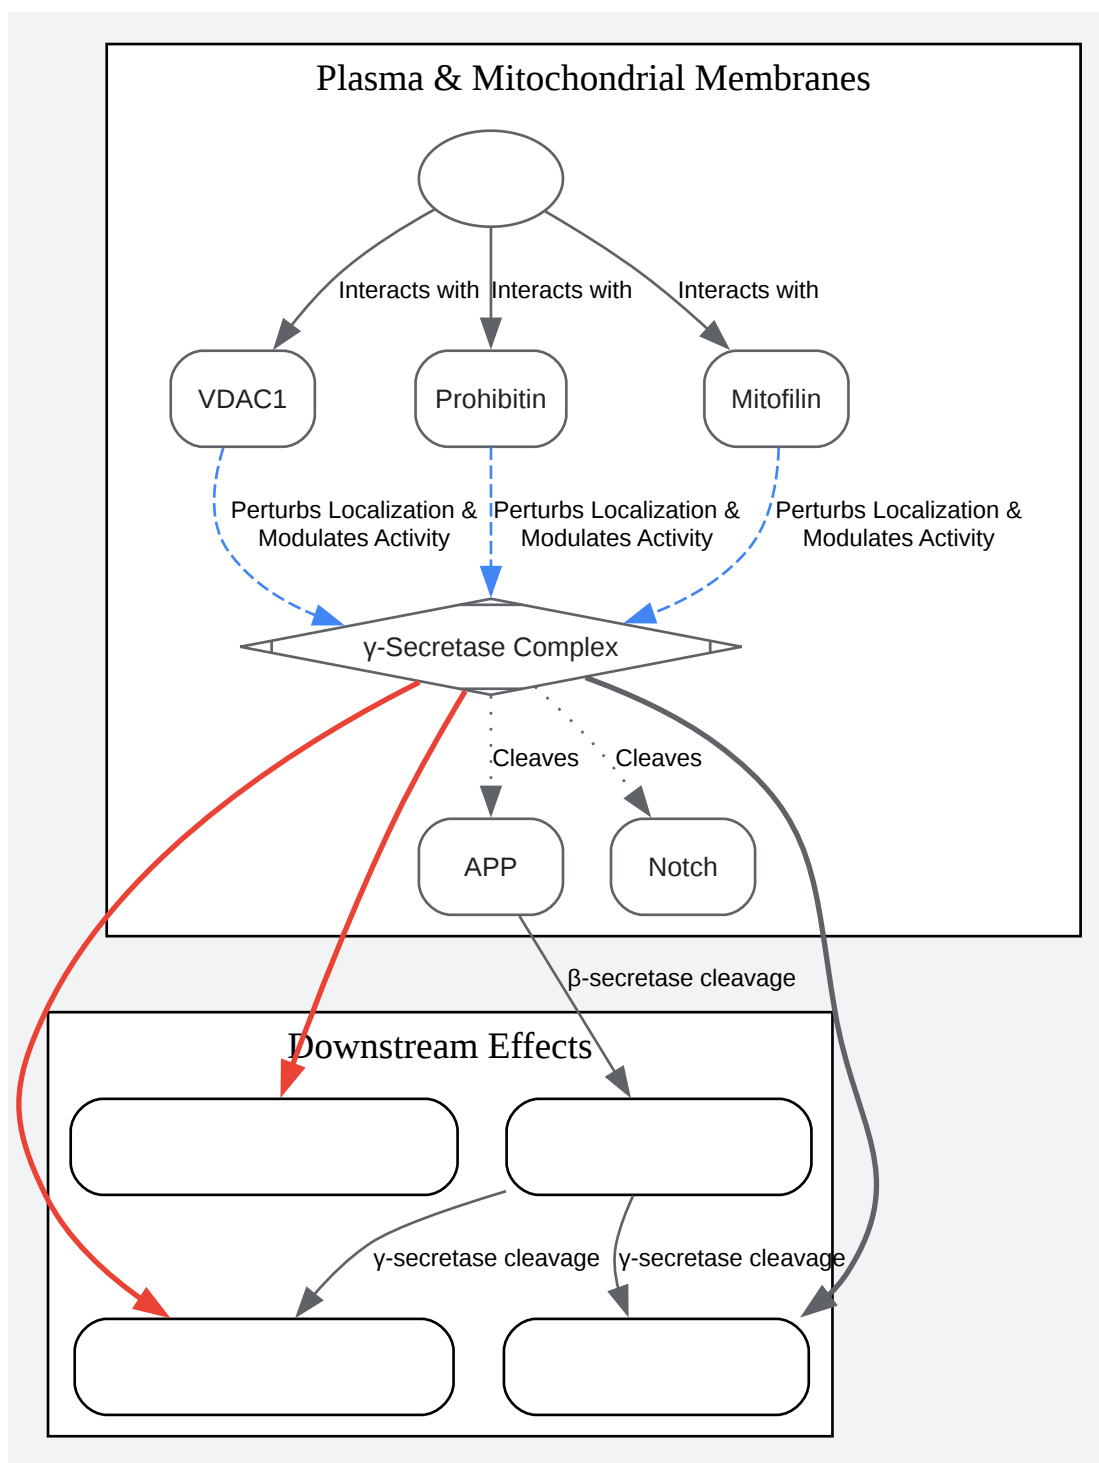 Plasma & Mitochondrial Membranes
Interacts with
Interacts with
Interacts with
VDAC1
Prohibitin
Mitofilin
Perturbs Localization &
Modulates Activity
Perturbs Localization &
Modulates Activity
Perturbs Localization &
Modulates Activity
γ-Secretase Complex
Cleaves
Cleaves
APP
Notch
β-secretase cleavage
Downstream Effects
γ-secretase cleavage
γ-secretase cleavage